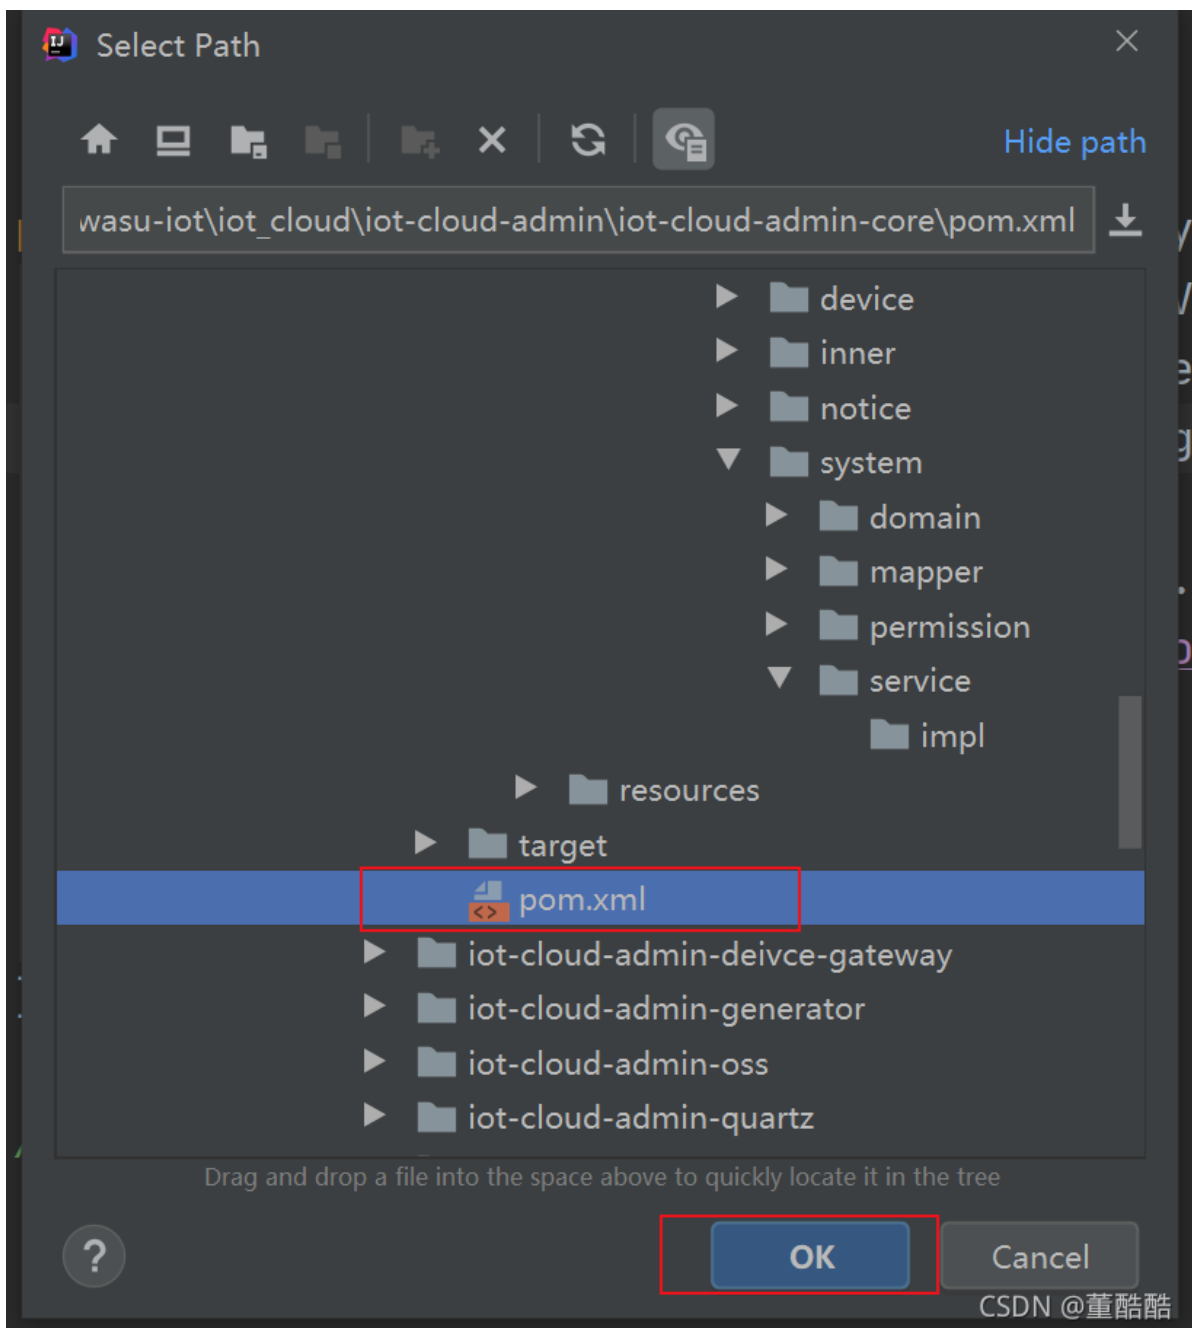 Select Path
Hide path
wasu-iot\iot_cloud\iot-cloud-admin\iot-cloud-admin-core\pom.xml
device
inner
notice
system
domain
mapper
permission
service
impl
resources
target
pom.xml
iot-cloud-admin-deivce-gateway
iot-cloud-admin-generator
iot-cloud-admin-oss
iot-cloud-admin-quartz
Drag and drop a file into the space above to quickly locate it in the tree
?
OK
Cancel
CSDN @董酷酷